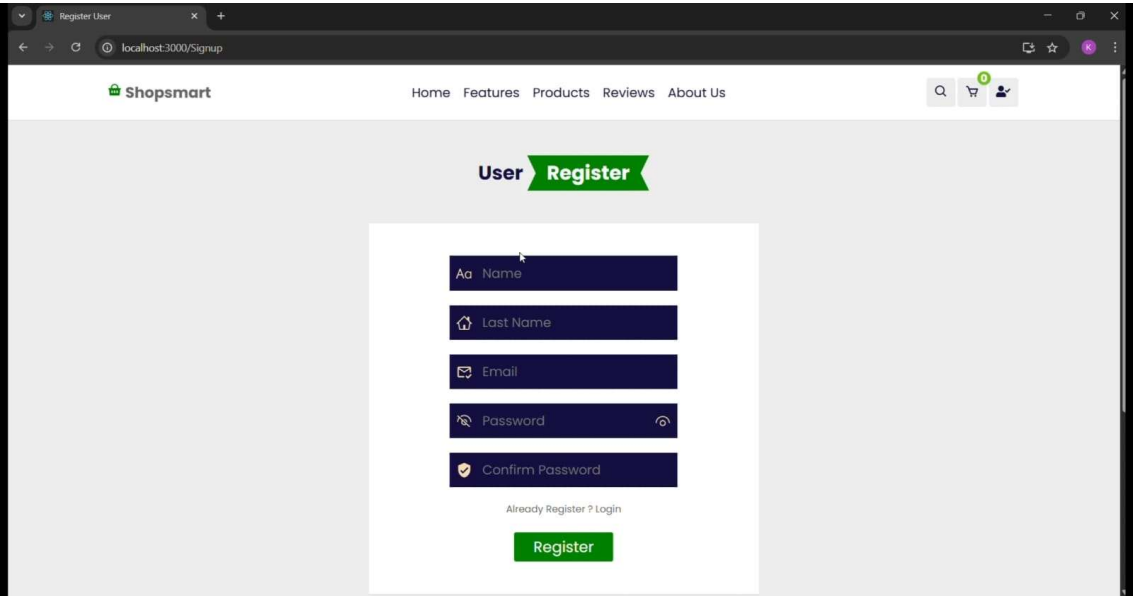 Register User
localhost:3000/Signup
K
Shopsmart
Home Features Products Reviews About Us
0
User Register
Aa Name
Last Name
Email
Password
Confirm Password
Already Register ? Login
Register